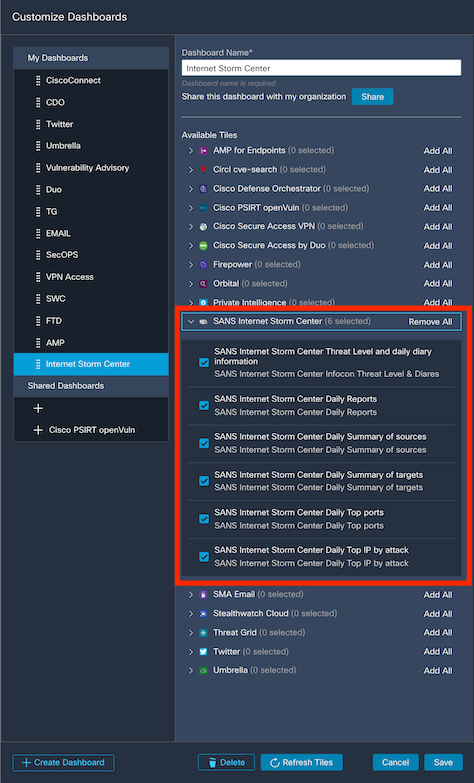 Customize Dashboards
My Dashboards
CiscoConnect
CDO
Twitter
Umbrella
Vulnerability Advisory
Duo
TG
EMAIL
SecOPS
VPN Access
SWC
FTD
AMP
Internet Storm Center
Shared Dashboards
Cisco PSIRT openVuln
Dashboard Name*
Internet Storm Center
Dashboard name is required
Share this dashboard with my organization Share
Available Tiles
AMP for Endpoints (0 selected) Add All
Circl cve-search (0 selected) Add All
Cisco Defense Orchestrator (0 selected) Add All
Cisco PSIRT openVuln (0 selected) Add All
Cisco Secure Access VPN (0 selected) Add All
Cisco Secure Access by Duo (0 selected) Add All
Firepower (0 selected) Add All
Orbital (0 selected) Add All
Private Intelligence (0 selected) Add All
SANS Internet Storm Center (6 selected) Remove All
SANS Internet Storm Center Threat Level and daily diary
information
SANS Internet Storm Center Infocon Threat Level & Diares
SANS Internet Storm Center Daily Reports
SANS Internet Storm Center Daily Reports
SANS Internet Storm Center Daily Summary of sources
SANS Internet Storm Center Daily Summary of sources
SANS Internet Storm Center Daily Summary of targets
SANS Internet Storm Center Daily Summary of targets
SANS Internet Storm Center Daily Top ports
SANS Internet Storm Center Daily Top ports
SANS Internet Storm Center Daily Top IP by attack
SANS Internet Storm Center Daily Top IP by attack
SMA Email (0 selected) Add All
Stealthwatch Cloud (0 selected) Add All
Threat Grid (0 selected) Add All
Twitter (0 selected) Add All
Umbrella (0 selected) Add All
Create Dashboard Delete Refresh Tiles Cancel Save